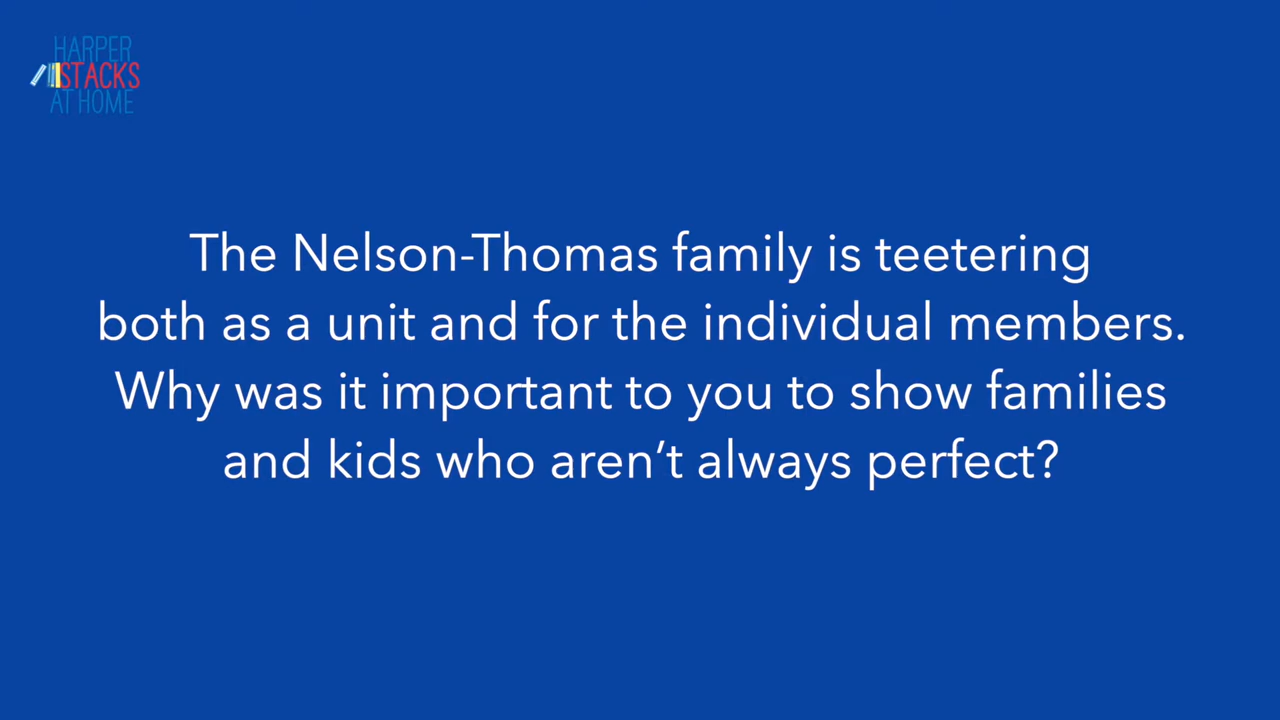 HARPER
STACKS
AT HOME
The Nelson-Thomas family is teetering
both as a unit and for the individual members.
Why was it important to you to show families
and kids who aren’t always perfect?